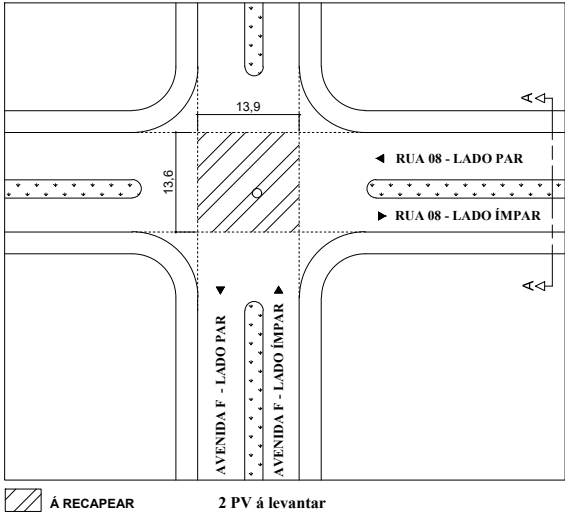 13,9
A
RUA 08 - LADO PAR
13,6
RUA 08 - LADO ÍMPAR
A
AVENIDA F - LADO PAR
AVENIDA F - LADO ÍMPAR
Á RECAPEAR
2 PV á levantar